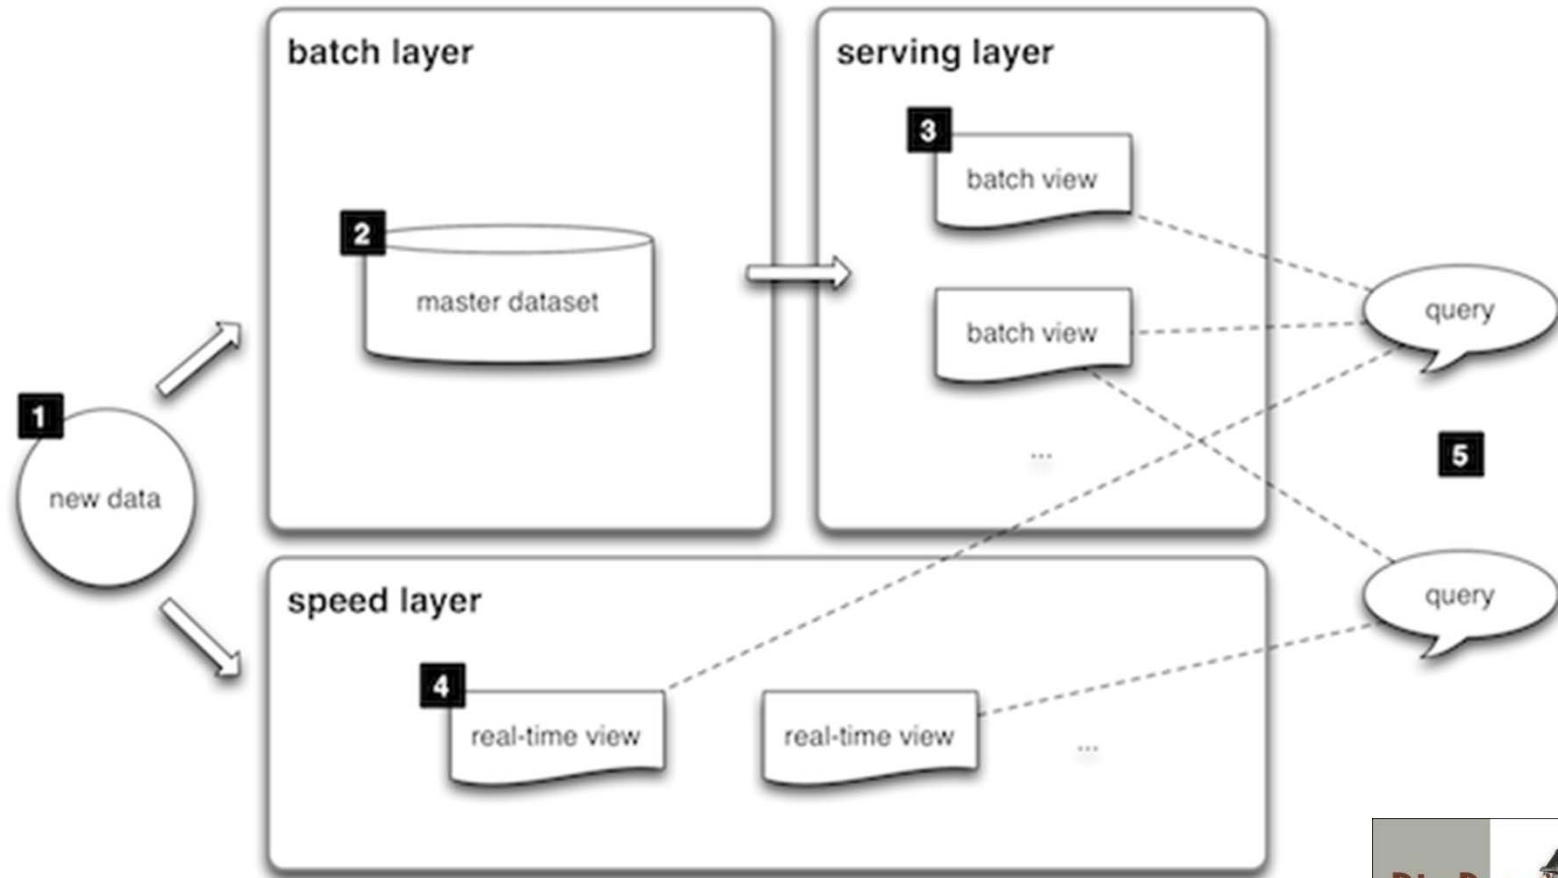 batch layer
serving layer
3
batch view
2
master dataset
batch view
query
1
new data
...
5
speed layer
query
4
real-time view
real-time view
...